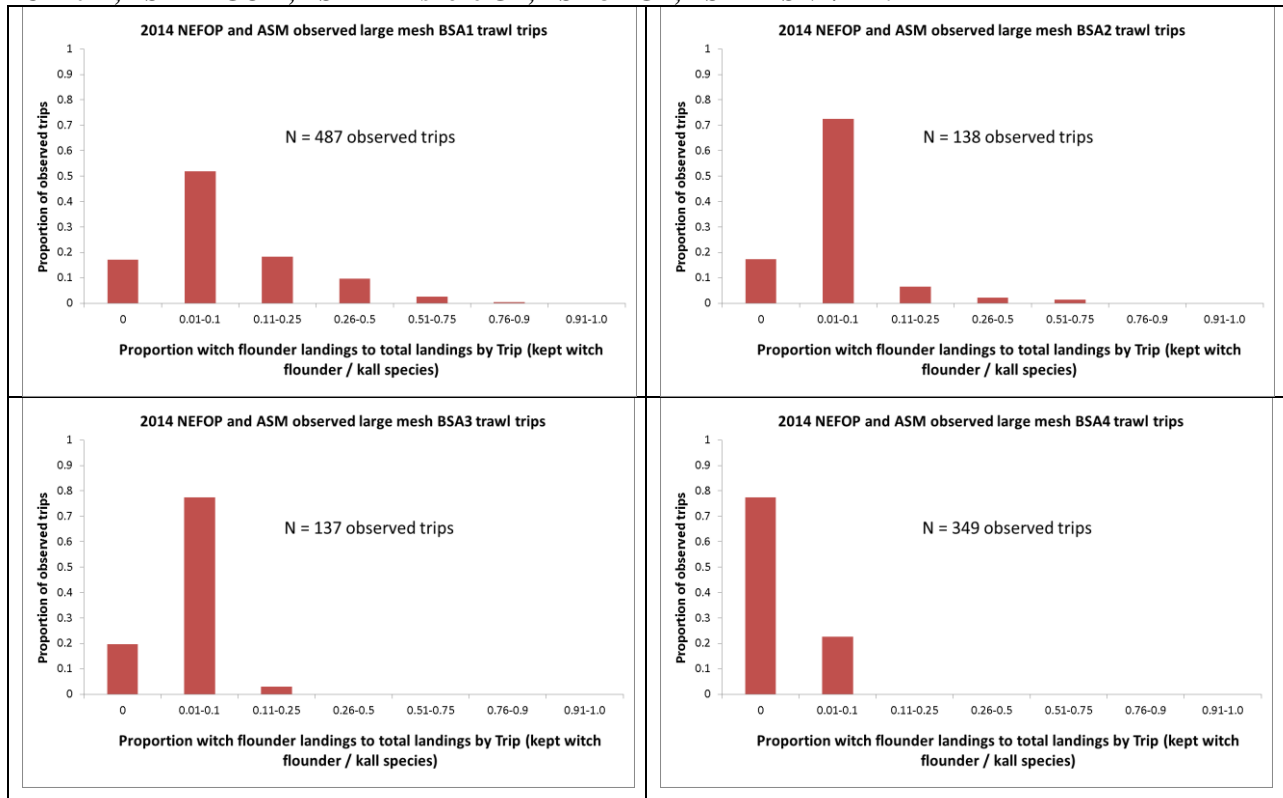 2014 NEFOP and ASM observed large mesh BSA1 trawl trips
1
0.9
0.8
0.7
0.6
0.5
0.4
0.3
0.2
0.1
0
Proportion of observed trips
N = 487 observed trips
0 0.01-0.1 0.11-0.25 0.26-0.5 0.51-0.75 0.76-0.9 0.91-1.0
Proportion witch flounder landings to total landings by Trip (kept witch
flounder / kall species)
2014 NEFOP and ASM observed large mesh BSA2 trawl trips
1
0.9
0.8
0.7
0.6
0.5
0.4
0.3
0.2
0.1
0
Proportion of observed trips
N = 138 observed trips
0 0.01-0.1 0.11-0.25 0.26-0.5 0.51-0.75 0.76-0.9 0.91-1.0
Proportion witch flounder landings to total landings by Trip (kept witch
flounder / kall species)
2014 NEFOP and ASM observed large mesh BSA3 trawl trips
1
0.9
0.8
0.7
0.6
0.5
0.4
0.3
0.2
0.1
0
Proportion of observed trips
N = 137 observed trips
0 0.01-0.1 0.11-0.25 0.26-0.5 0.51-0.75 0.76-0.9 0.91-1.0
Proportion witch flounder landings to total landings by Trip (kept witch
flounder / kall species)
2014 NEFOP and ASM observed large mesh BSA4 trawl trips
1
0.9
0.8
0.7
0.6
0.5
0.4
0.3
0.2
0.1
0
Proportion of observed trips
N = 349 observed trips
0 0.01-0.1 0.11-0.25 0.26-0.5 0.51-0.75 0.76-0.9 0.91-1.0
Proportion witch flounder landings to total landings by Trip (kept witch
flounder / kall species)